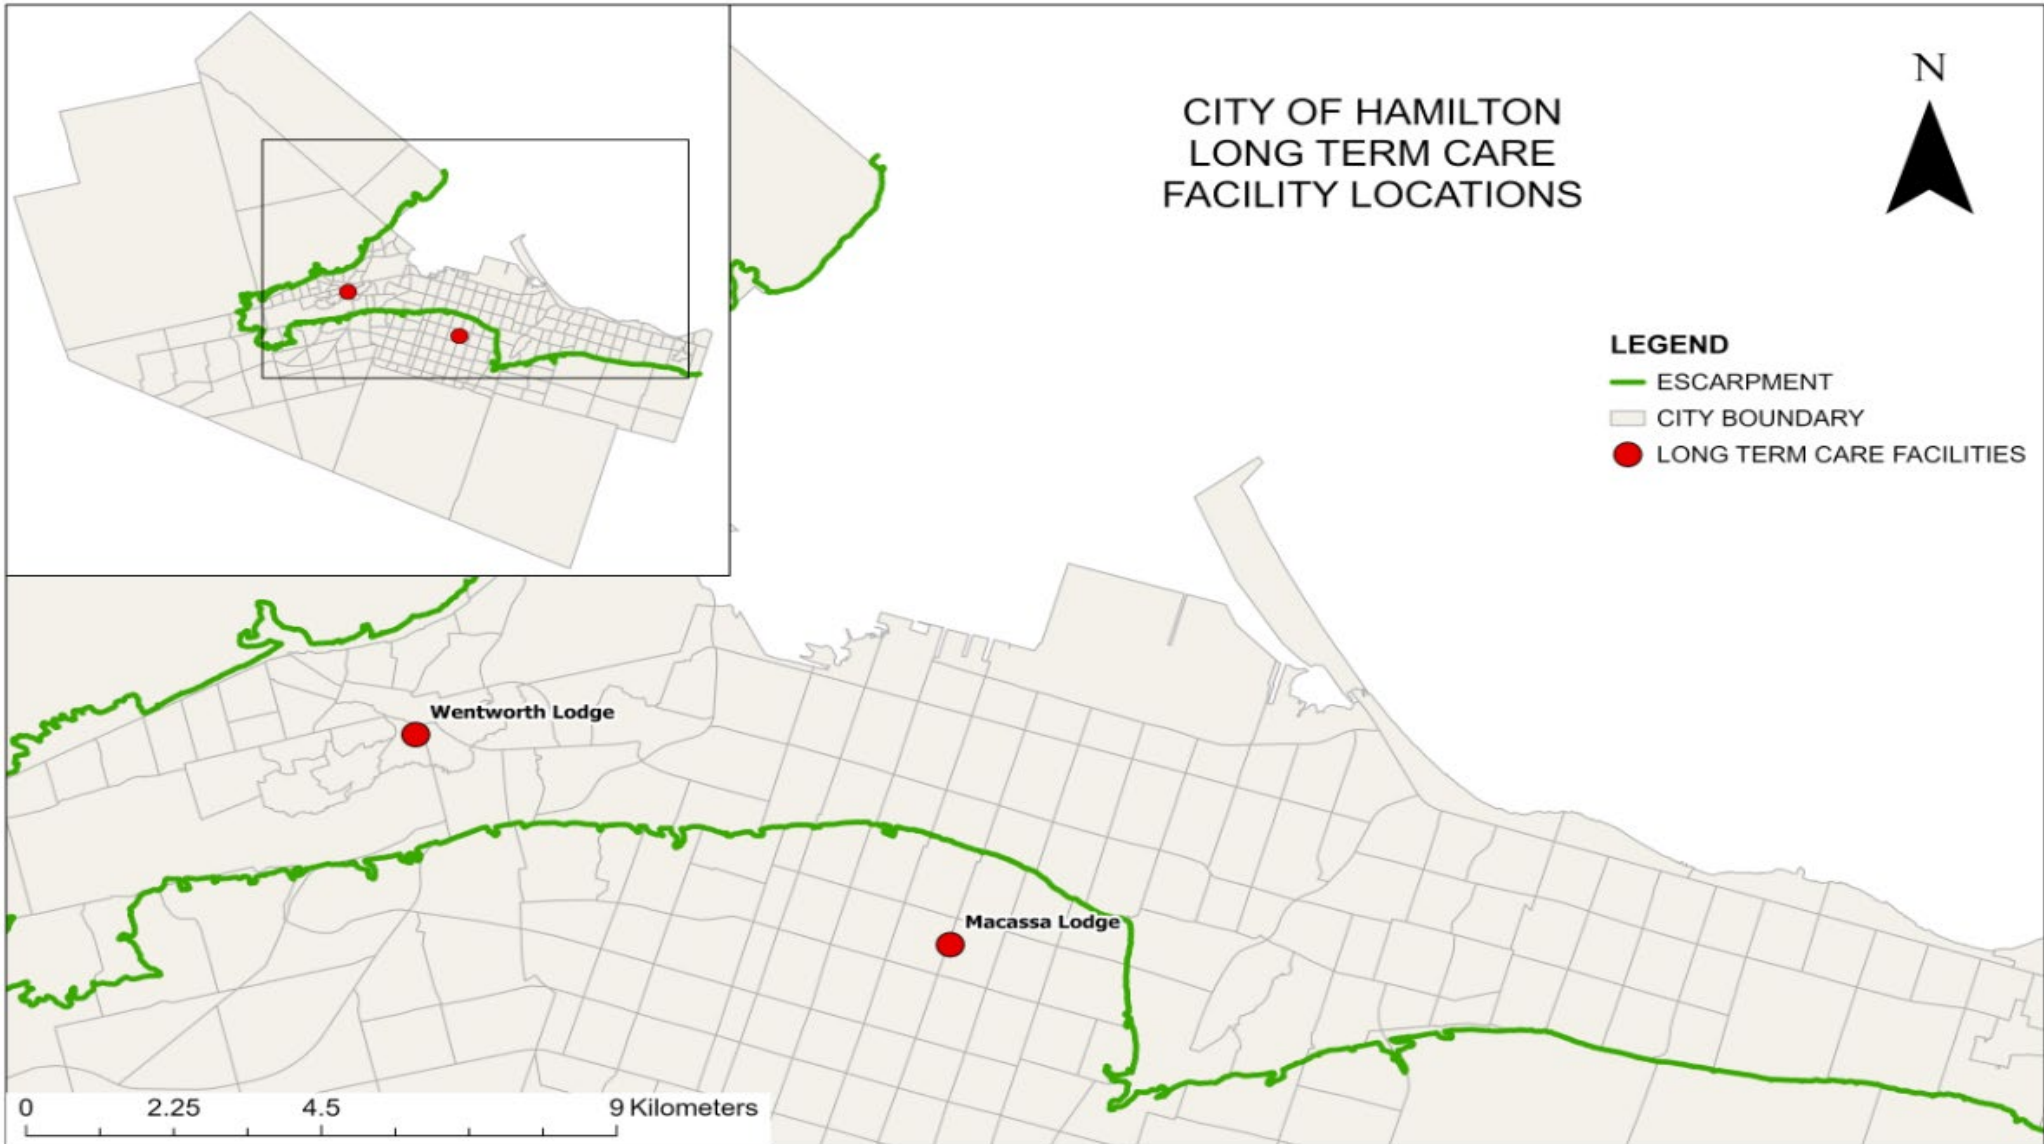 CITY OF HAMILTON
LONG TERM CARE
FACILITY LOCATIONS
N
LEGEND
ESCARPMENT
CITY BOUNDARY
LONG TERM CARE FACILITIES
Wentworth Lodge
Macassa Lodge
0 2.25 4.5 9 Kilometers